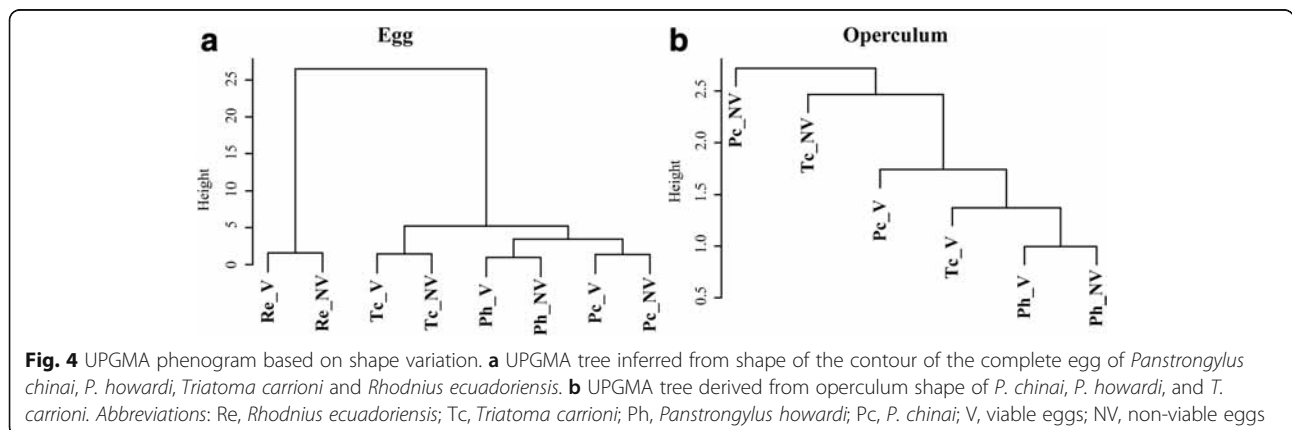 a Egg
b Operculum
Height
25
20
15
10
5
0
Re_V
Re_NV
Tc_V
Tc_NV
Ph_V
Ph_NV
Pc_V
Pc_NV
Height
2.5
2.0
1.5
1.0
0.5
Pc_NV
Tc_NV
Pc_V
Tc_V
Ph_V
Ph_NV
Fig. 4 UPGMA phenogram based on shape variation. a UPGMA tree inferred from shape of the contour of the complete egg of Panstrongylus
chinai, P. howardi, Triatoma carrioni and Rhodnius ecuadoriensis. b UPGMA tree derived from operculum shape of P. chinai, P. howardi, and T.
carrioni. Abbreviations: Re, Rhodnius ecuadoriensis; Tc, Triatoma carrioni; Ph, Panstrongylus howardi; Pc, P. chinai; V, viable eggs; NV, non-viable eggs